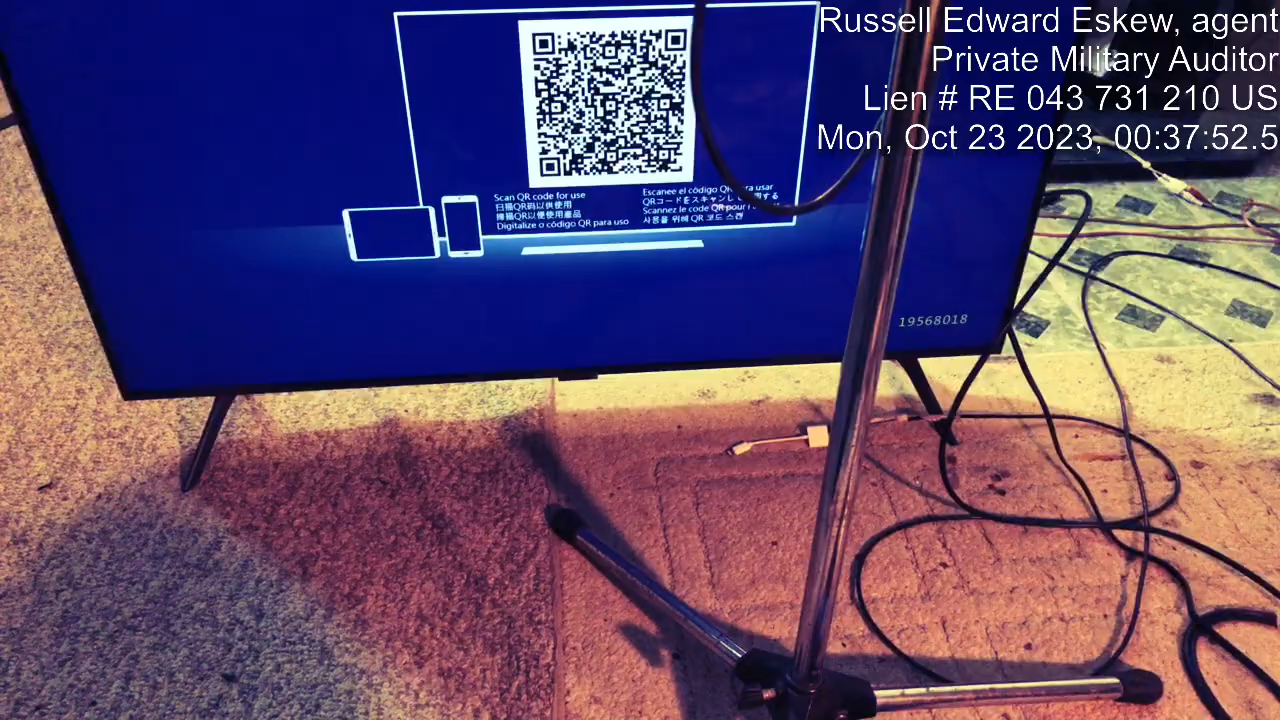 Russell Edward Eskew, agent
Private Military Auditor
Lien # RE 043 731 210 US
Mon, Oct 23 2023, 00:37:52.5
Scan QR code for use
扫描QR码以供使用
掃描QR以便使用產品
Digitalize o código QR para uso
Escanee el código QR para usar
QRコードをスキャンして使用する
Scannez le code QR pour
사용을 위해 QR 코드 스캔
19568018